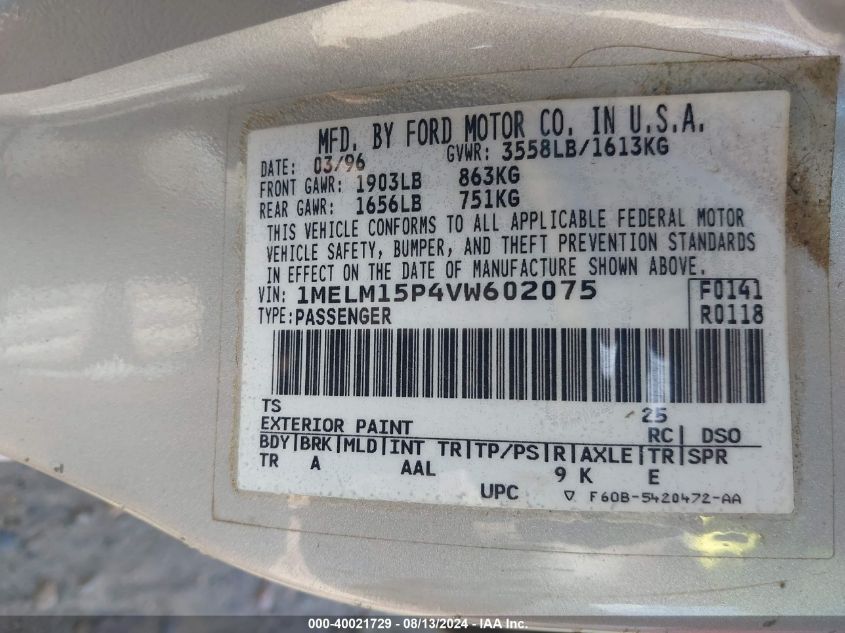 MFD. BY FORD MOTOR CO. IN U.S.A.
DATE: 03/96 GVWR: 3558LB/1613KG
FRONT GAWR: 1903LB 863KG
REAR GAWR: 1656LB 751KG
THIS VEHICLE CONFORMS TO ALL APPLICABLE FEDERAL MOTOR
VEHICLE SAFETY, BUMPER, AND THEFT PREVENTION STANDARDS
IN EFFECT ON THE DATE OF MANUFACTURE SHOWN ABOVE.
VIN: 1MELM15P4VW602075 F0141
TYPE: PASSENGER R0118
TS 25
EXTERIOR PAINT RC| DSO
BDY|BRK|MLD|INT TR|TP/PS|R|AXLE|TR|SPR
TR A AAL 9 K E
UPC ▽ F60B-5420472-AA
000-40021729 - 08/13/2024 - IAA Inc.